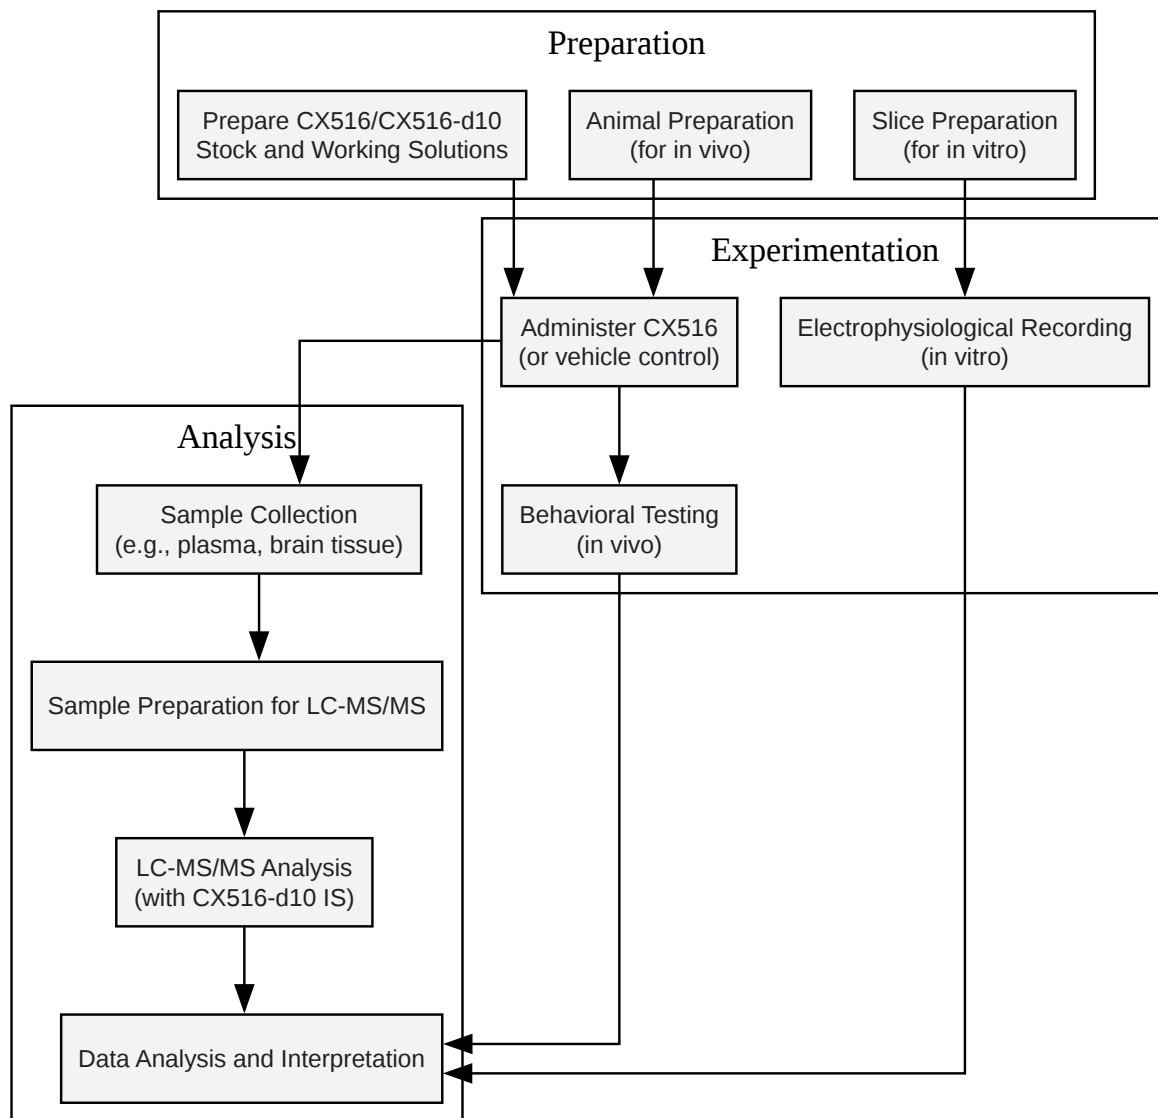 Preparation
Prepare CX516/CX516-d10
Stock and Working Solutions
Animal Preparation
(for in vivo)
Slice Preparation
(for in vitro)
Experimentation
Administer CX516
(or vehicle control)
Electrophysiological Recording
(in vitro)
Analysis
Sample Collection
(e.g., plasma, brain tissue)
Behavioral Testing
(in vivo)
Sample Preparation for LC-MS/MS
LC-MS/MS Analysis
(with CX516-d10 IS)
Data Analysis and Interpretation